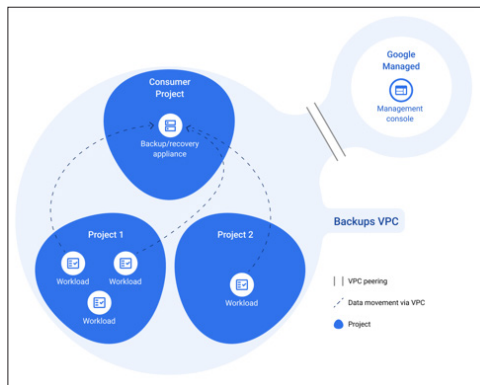 Google
Managed
Management
console
Consumer
Project
Backup/recovery
appliance
Backups VPC
Project 1
Workload
Workload
Workload
Project 2
Workload
VPC peering
Data movement via VPC
Project